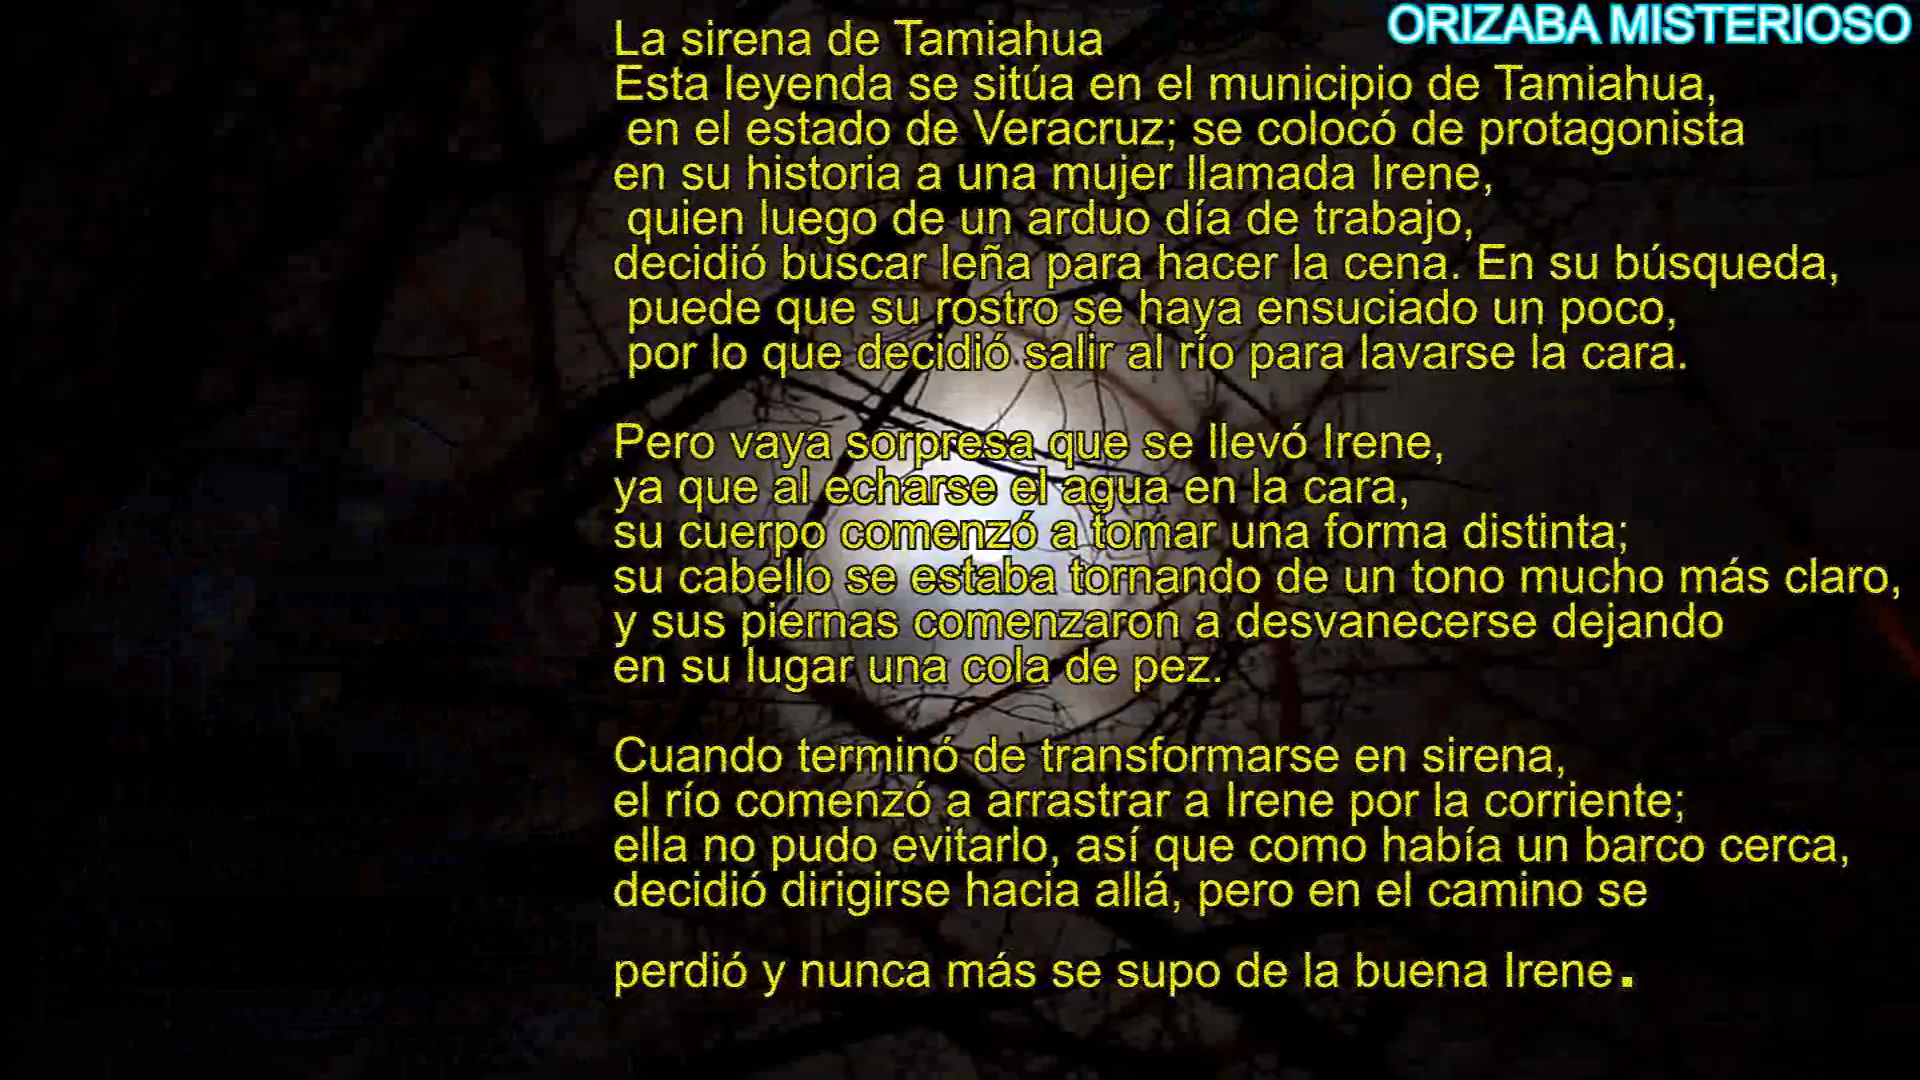 ORIZABA MISTERIOSO
La sirena de Tamiahua
Esta leyenda se sitúa en el municipio de Tamiahua,
en el estado de Veracruz; se colocó de protagonista
en su historia a una mujer llamada Irene,
quien luego de un arduo día de trabajo,
decidió buscar leña para hacer la cena. En su búsqueda,
puede que su rostro se haya ensuciado un poco,
por lo que decidió salir al río para lavarse la cara.
Pero vaya sorpresa que se llevó Irene,
ya que al echarse el agua en la cara,
su cuerpo comenzó a tomar una forma distinta;
su cabello se estaba tornando de un tono mucho más claro,
y sus piernas comenzaron a desvanecerse dejando
en su lugar una cola de pez.
Cuando terminó de transformarse en sirena,
el río comenzó a arrastrar a Irene por la corriente;
ella no pudo evitarlo, así que como había un barco cerca,
decidió dirigirse hacia allá, pero en el camino se
perdió y nunca más se supo de la buena Irene.